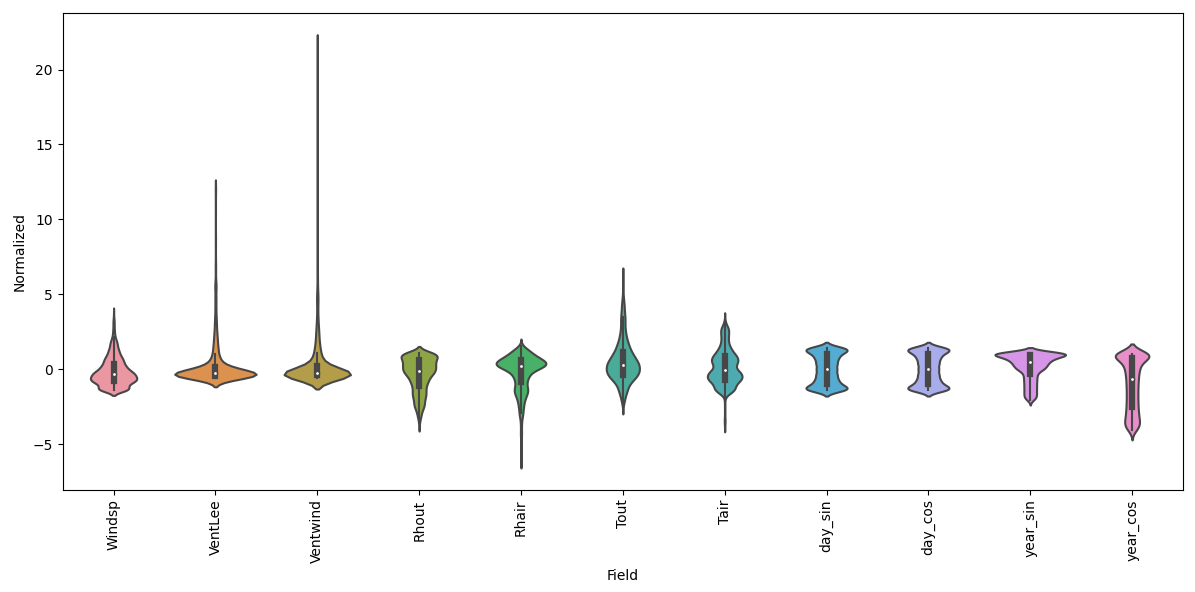 Normalized
20
15
10
5
0
−5
Windsp
VentLee
Ventwind
Rhout
Rhair
Tout
Tair
day_sin
day_cos
year_sin
year_cos
Field